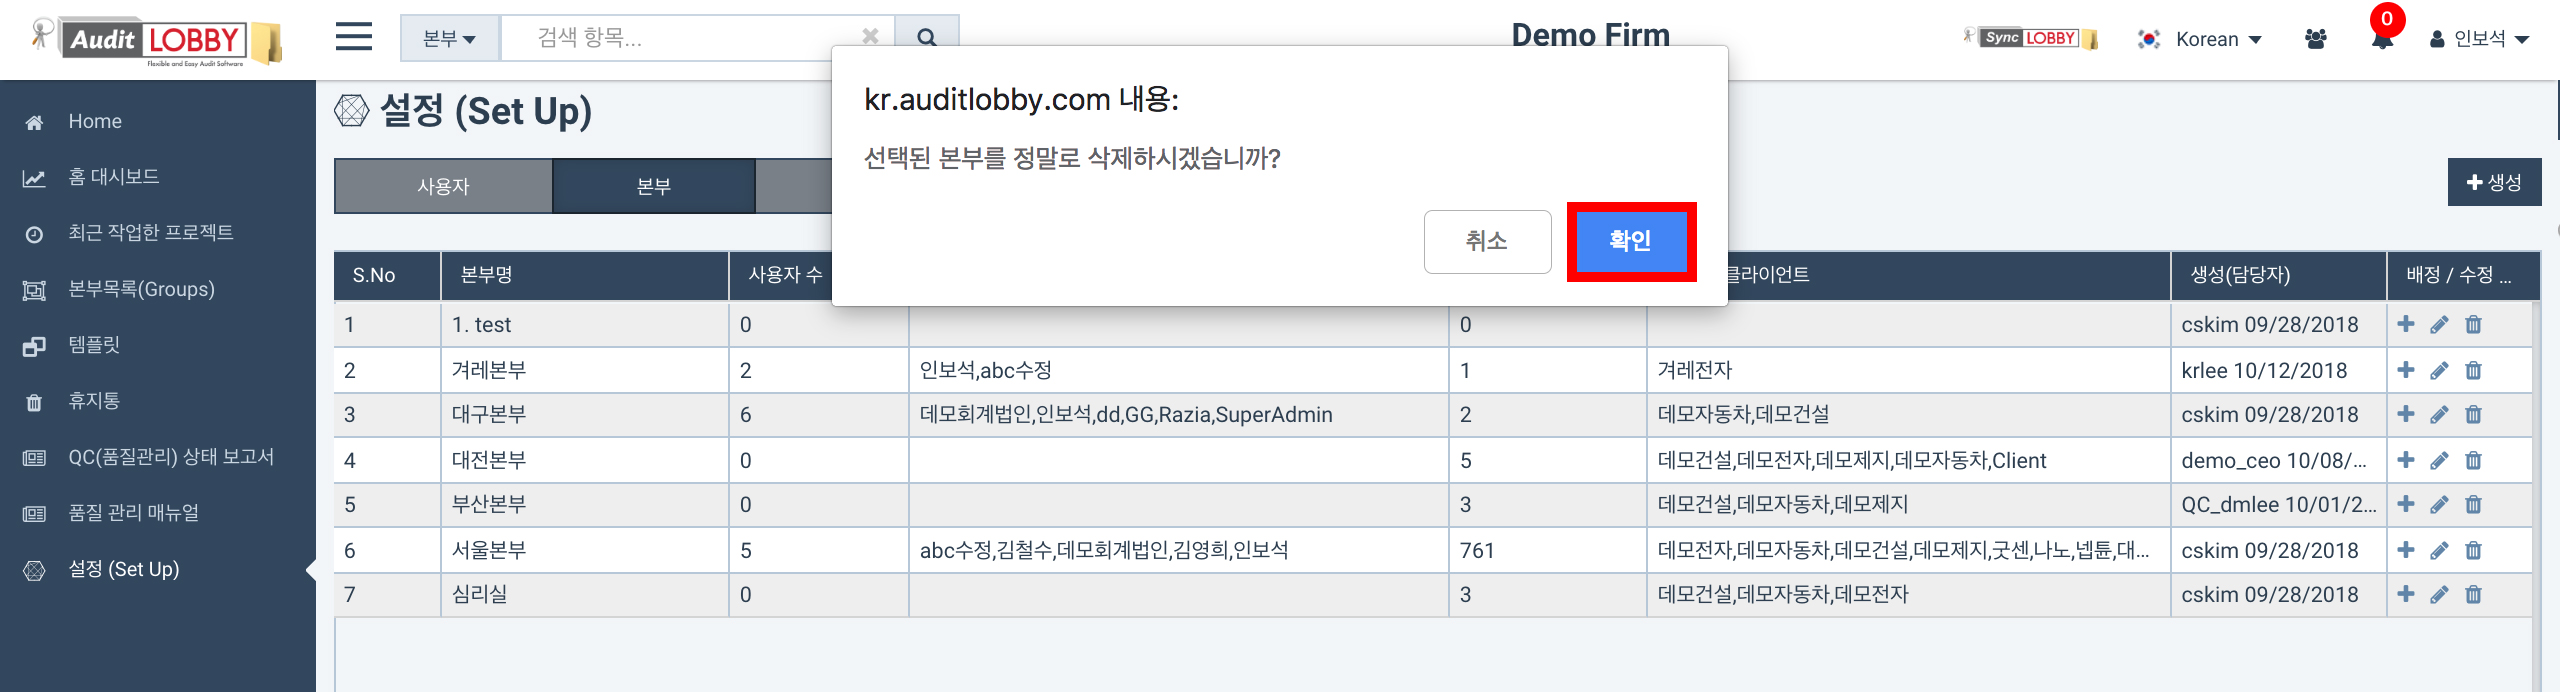 Audit LOBBY
Flexible and Easy Audit Software
본부
검색 항목...
Demo Firm
Sync LOBBY
Korean
0
인보석
Home
홈 대시보드
최근 작업한 프로젝트
본부목록(Groups)
템플릿
휴지통
QC(품질관리) 상태 보고서
품질 관리 매뉴얼
설정 (Set Up)
설정 (Set Up)
사용자
본부
생성
kr.auditlobby.com 내용:
선택된 본부를 정말로 삭제하시겠습니까?
취소
확인
S.No 본부명 사용자 수 클라이언트 생성(담당자) 배정 / 수정 ...
1 1. test 0 0 cskim 09/28/2018
2 겨레본부 2 인보석,abc수정 1 겨레전자 krlee 10/12/2018
3 대구본부 6 데모회계법인,인보석,dd,GG,Razia,SuperAdmin 2 데모자동차,데모건설 cskim 09/28/2018
4 대전본부 0 5 데모건설,데모전자,데모제지,데모자동차,Client demo_ceo 10/08/...
5 부산본부 0 3 데모건설,데모자동차,데모제지 QC_dmlee 10/01/2...
6 서울본부 5 abc수정,김철수,데모회계법인,김영희,인보석 761 데모전자,데모자동차,데모건설,데모제지,굿센,나노,넵튠,대... cskim 09/28/2018
7 심리실 0 3 데모건설,데모자동차,데모전자 cskim 09/28/2018